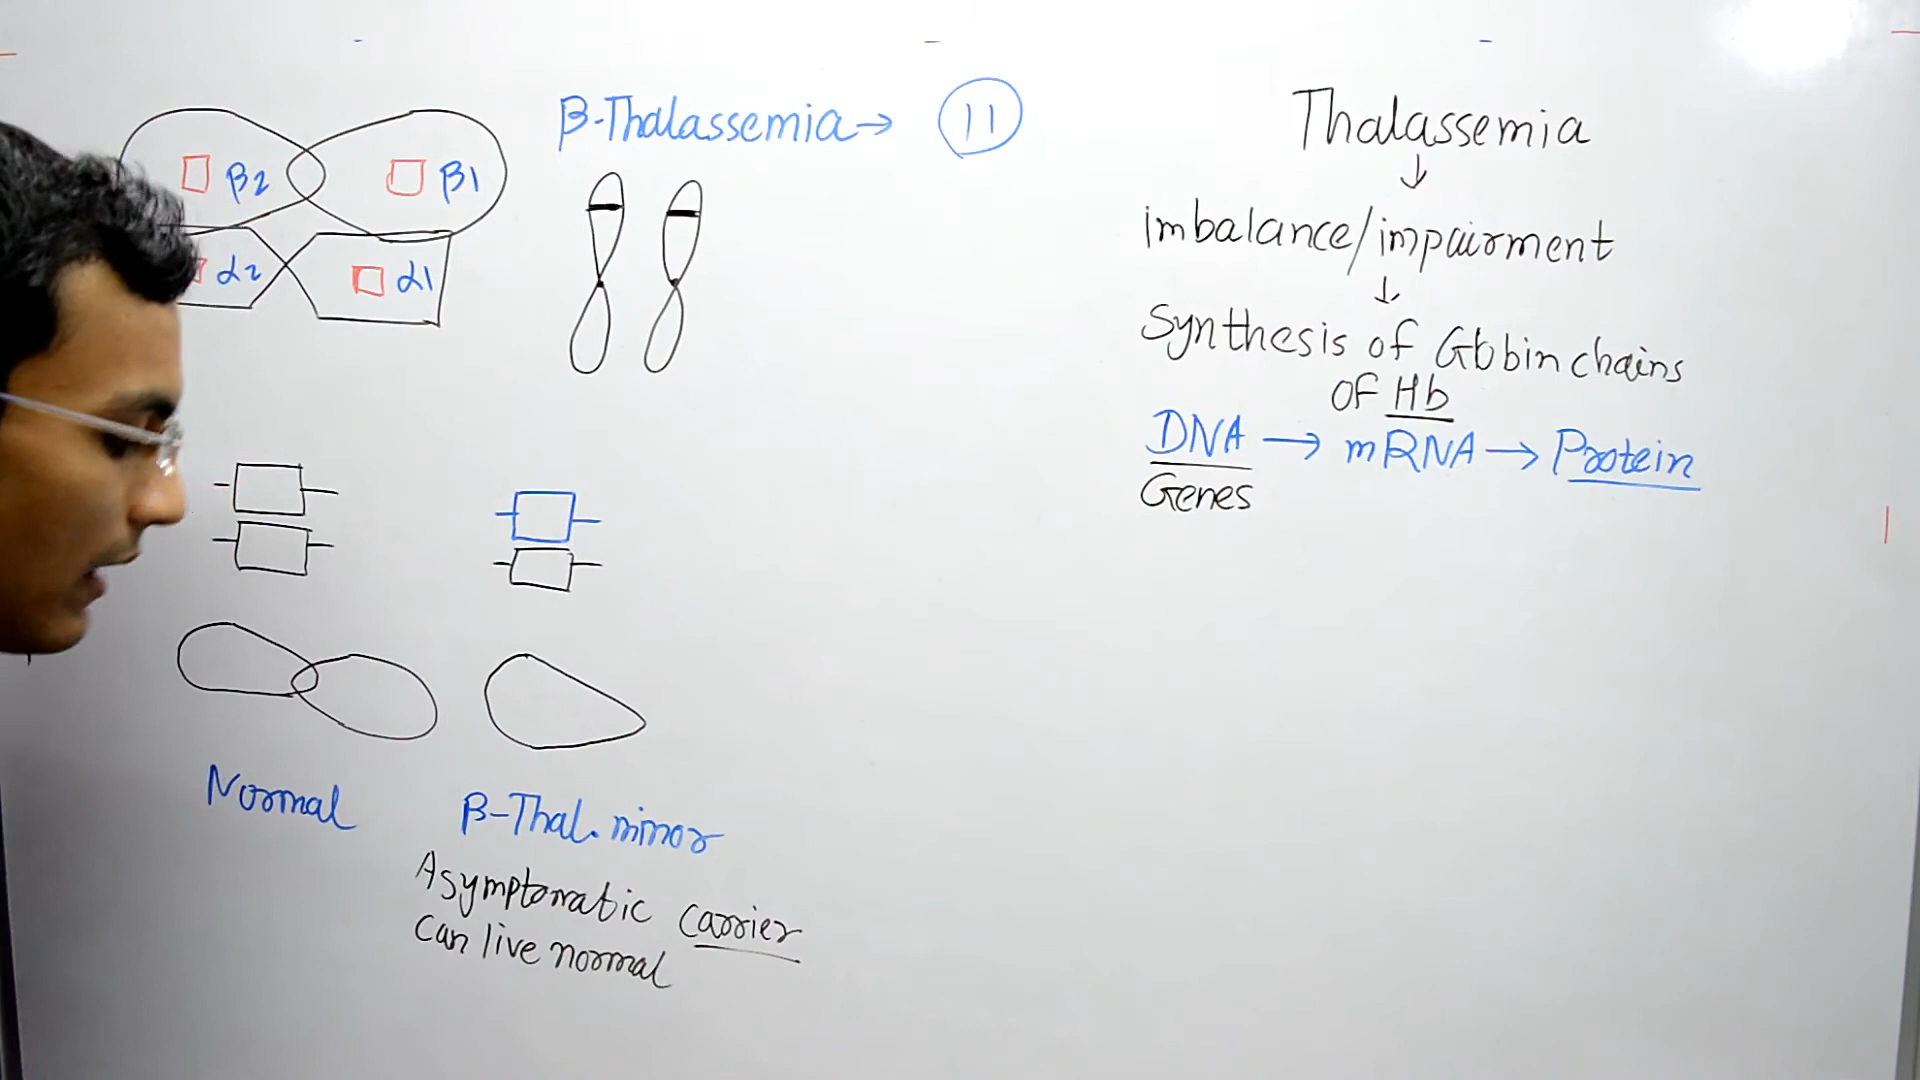 β2 β1
α2 α1
β-Thalassemia→ 11
Normal
β-Thal. minor
Asymptomatic carrier
can live normal
Thalassemia
↓
imbalance/impairment
↓
Synthesis of Globin chains
of Hb
DNA → mRNA → Protein
Genes